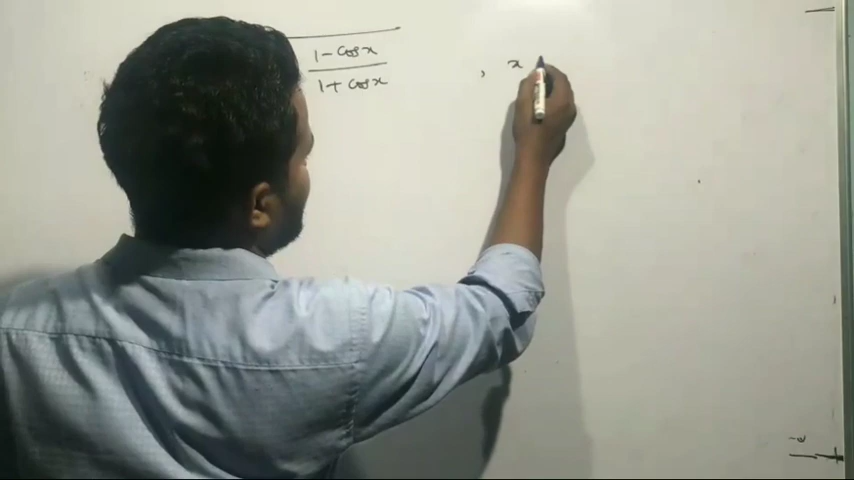 1 - cosx , x
1 + cosx